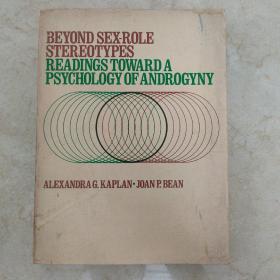 BEYOND SEX-ROLE
STEREOTYPES
READINGS TOWARD A
PSYCHOLOGY OF ANDROGYNY
ALEXANDRA G. KAPLAN • JOAN P. BEAN